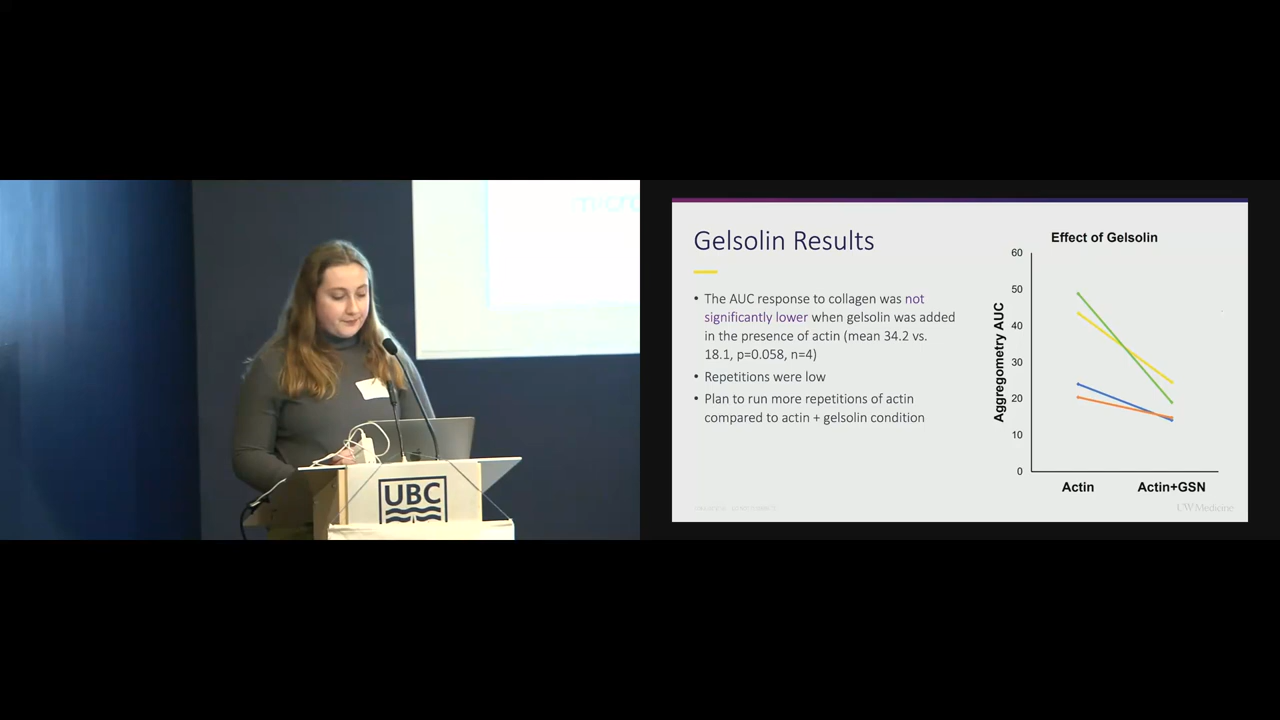 micro
UBC
Gelsolin Results
• The AUC response to collagen was not
significantly lower when gelsolin was added
in the presence of actin (mean 34.2 vs.
18.1, p=0.058, n=4)
• Repetitions were low
• Plan to run more repetitions of actin
compared to actin + gelsolin condition
Effect of Gelsolin
Aggregometry AUC
60
50
40
30
20
10
0
Actin
Actin+GSN
UW Medicine